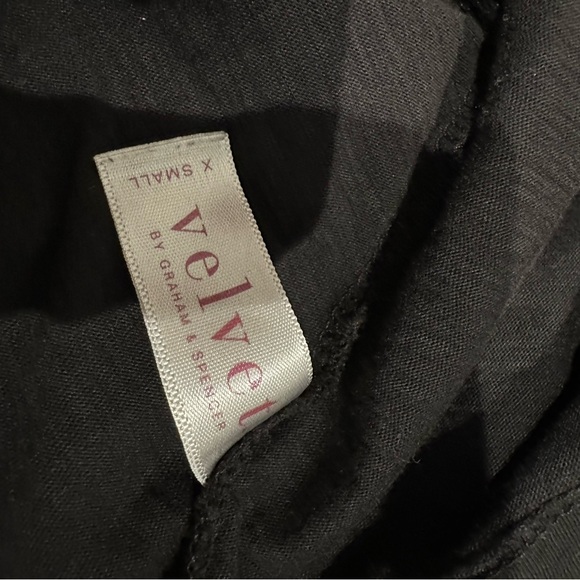 X SMALL
velvet
BY GRAHAM & SPENCER